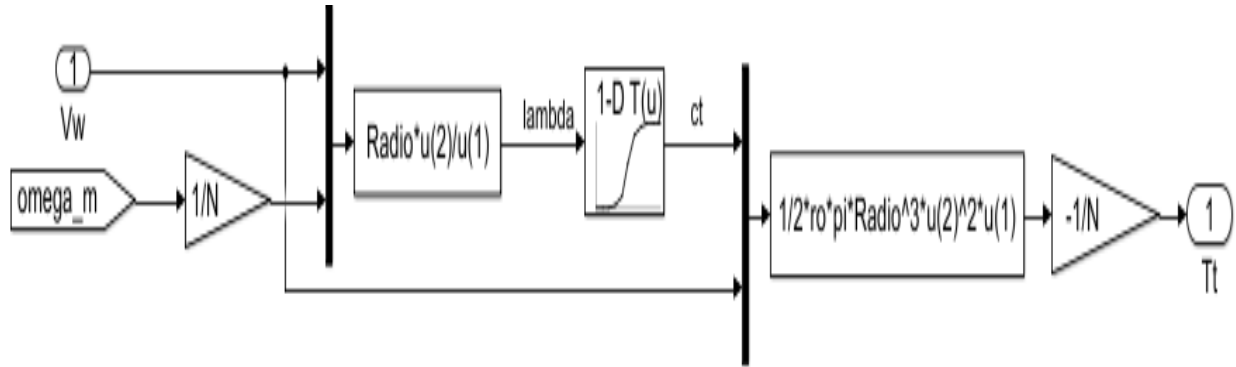 1
Vw
omega_m
1/N
Radio*u(2)/u(1)
lambda
1-D T(u)
ct
1/2*ro*pi*Radio^3*u(2)^2*u(1)
-1/N
1
Tt